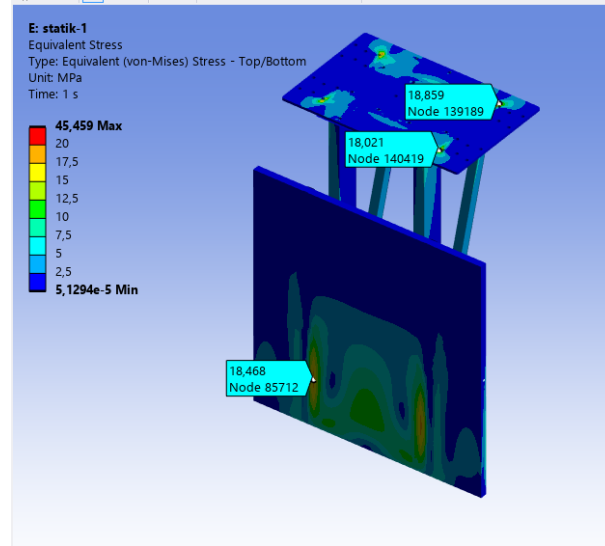 E: statik-1
Equivalent Stress
Type: Equivalent (von-Mises) Stress - Top/Bottom
Unit: MPa
Time: 1 s
45,459 Max
20
17,5
15
12,5
10
7,5
5
2,5
5,1294e-5 Min
18,859
Node 139189
18,021
Node 140419
18,468
Node 85712